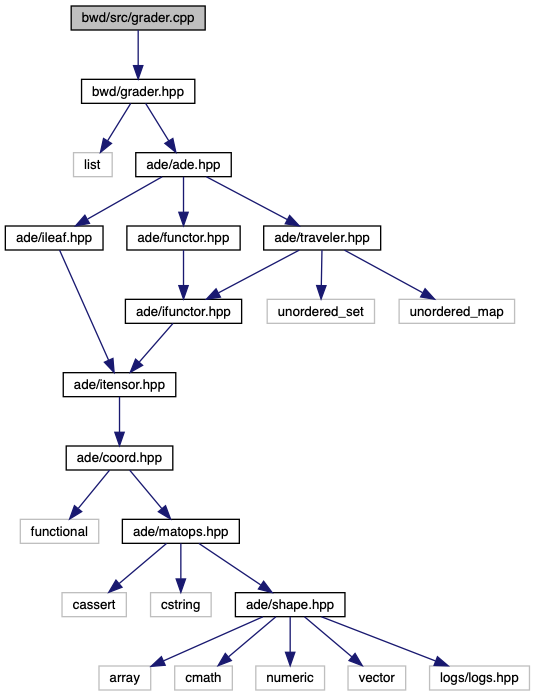 bwd/src/grader.cpp
bwd/grader.hpp
list
ade/ade.hpp
ade/ileaf.hpp
ade/functor.hpp
ade/traveler.hpp
ade/ifunctor.hpp
unordered_set
unordered_map
ade/itensor.hpp
ade/coord.hpp
functional
ade/matops.hpp
cassert
cstring
ade/shape.hpp
array
cmath
numeric
vector
logs/logs.hpp